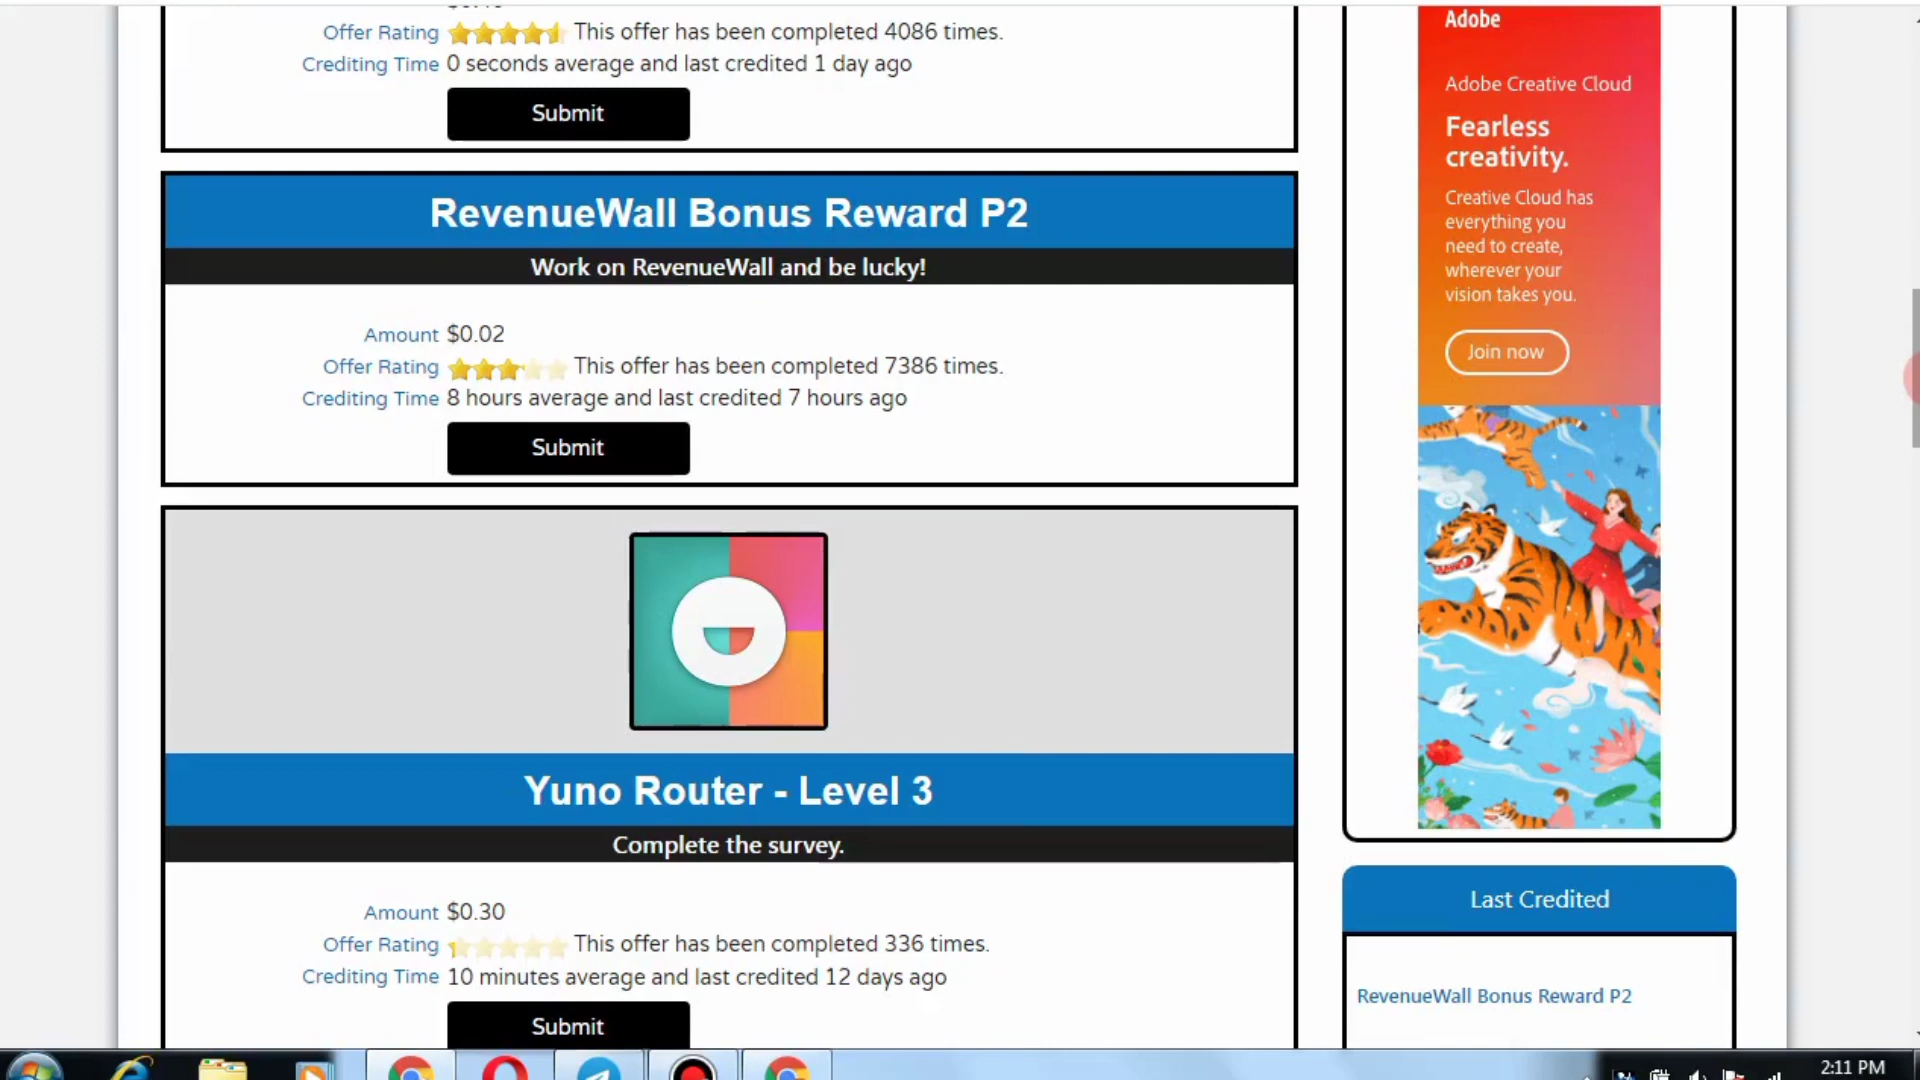 Offer Rating This offer has been completed 4086 times.
Crediting Time 0 seconds average and last credited 1 day ago
Submit
RevenueWall Bonus Reward P2
Work on RevenueWall and be lucky!
Amount $0.02
Offer Rating This offer has been completed 7386 times.
Crediting Time 8 hours average and last credited 7 hours ago
Submit
Yuno Router - Level 3
Complete the survey.
Amount $0.30
Offer Rating This offer has been completed 336 times.
Crediting Time 10 minutes average and last credited 12 days ago
Submit
Adobe
Adobe Creative Cloud
Fearless
creativity.
Creative Cloud has
everything you
need to create,
wherever your
vision takes you.
Join now
Last Credited
RevenueWall Bonus Reward P2
2:11 PM